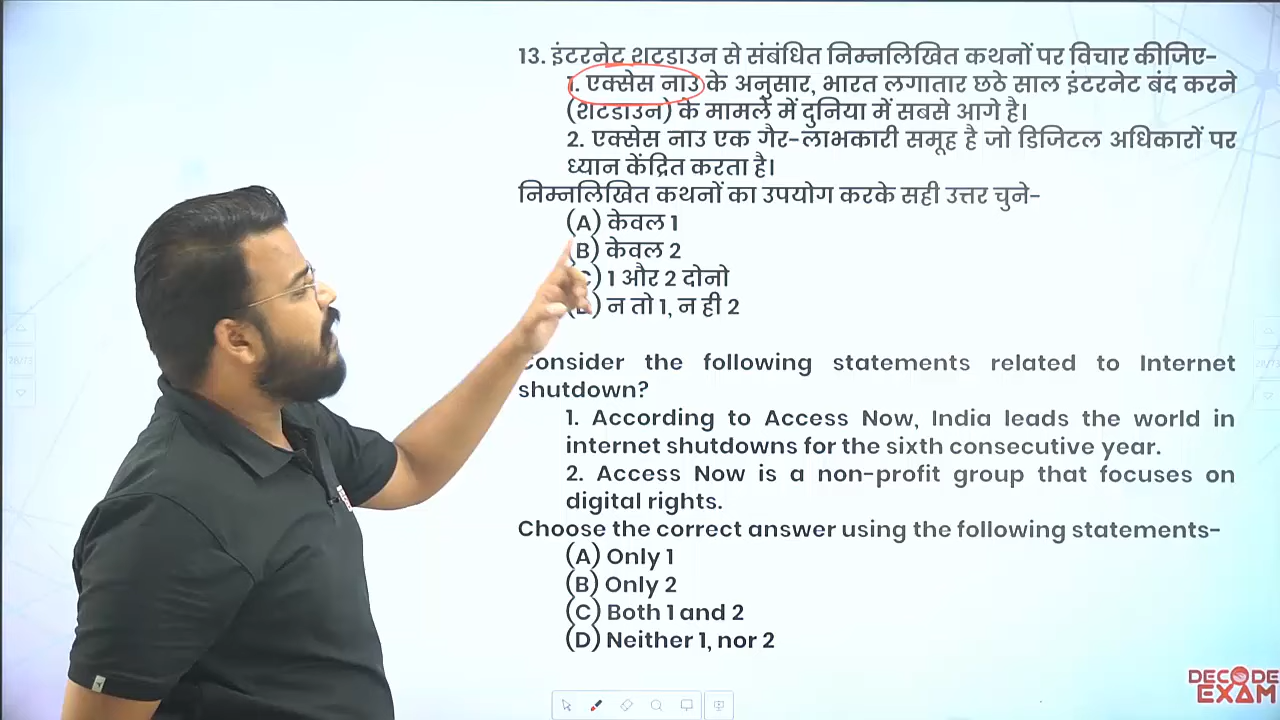 13. इंटरनेट शटडाउन से संबंधित निम्नलिखित कथनों पर विचार कीजिए-
1. एक्सेस नाउ के अनुसार, भारत लगातार छठे साल इंटरनेट बंद करने
(शटडाउन) के मामले में दुनिया में सबसे आगे है।
2. एक्सेस नाउ एक गैर-लाभकारी समूह है जो डिजिटल अधिकारों पर
ध्यान केंद्रित करता है।
निम्नलिखित कथनों का उपयोग करके सही उत्तर चुने-
(A) केवल 1
(B) केवल 2
1 और 2 दोनो
न तो 1, न ही 2
Consider the following statements related to Internet
shutdown?
1. According to Access Now, India leads the world in
internet shutdowns for the sixth consecutive year.
2. Access Now is a non-profit group that focuses on
digital rights.
Choose the correct answer using the following statements-
(A) Only 1
(B) Only 2
(C) Both 1 and 2
(D) Neither 1, nor 2
DECODE
EXAM